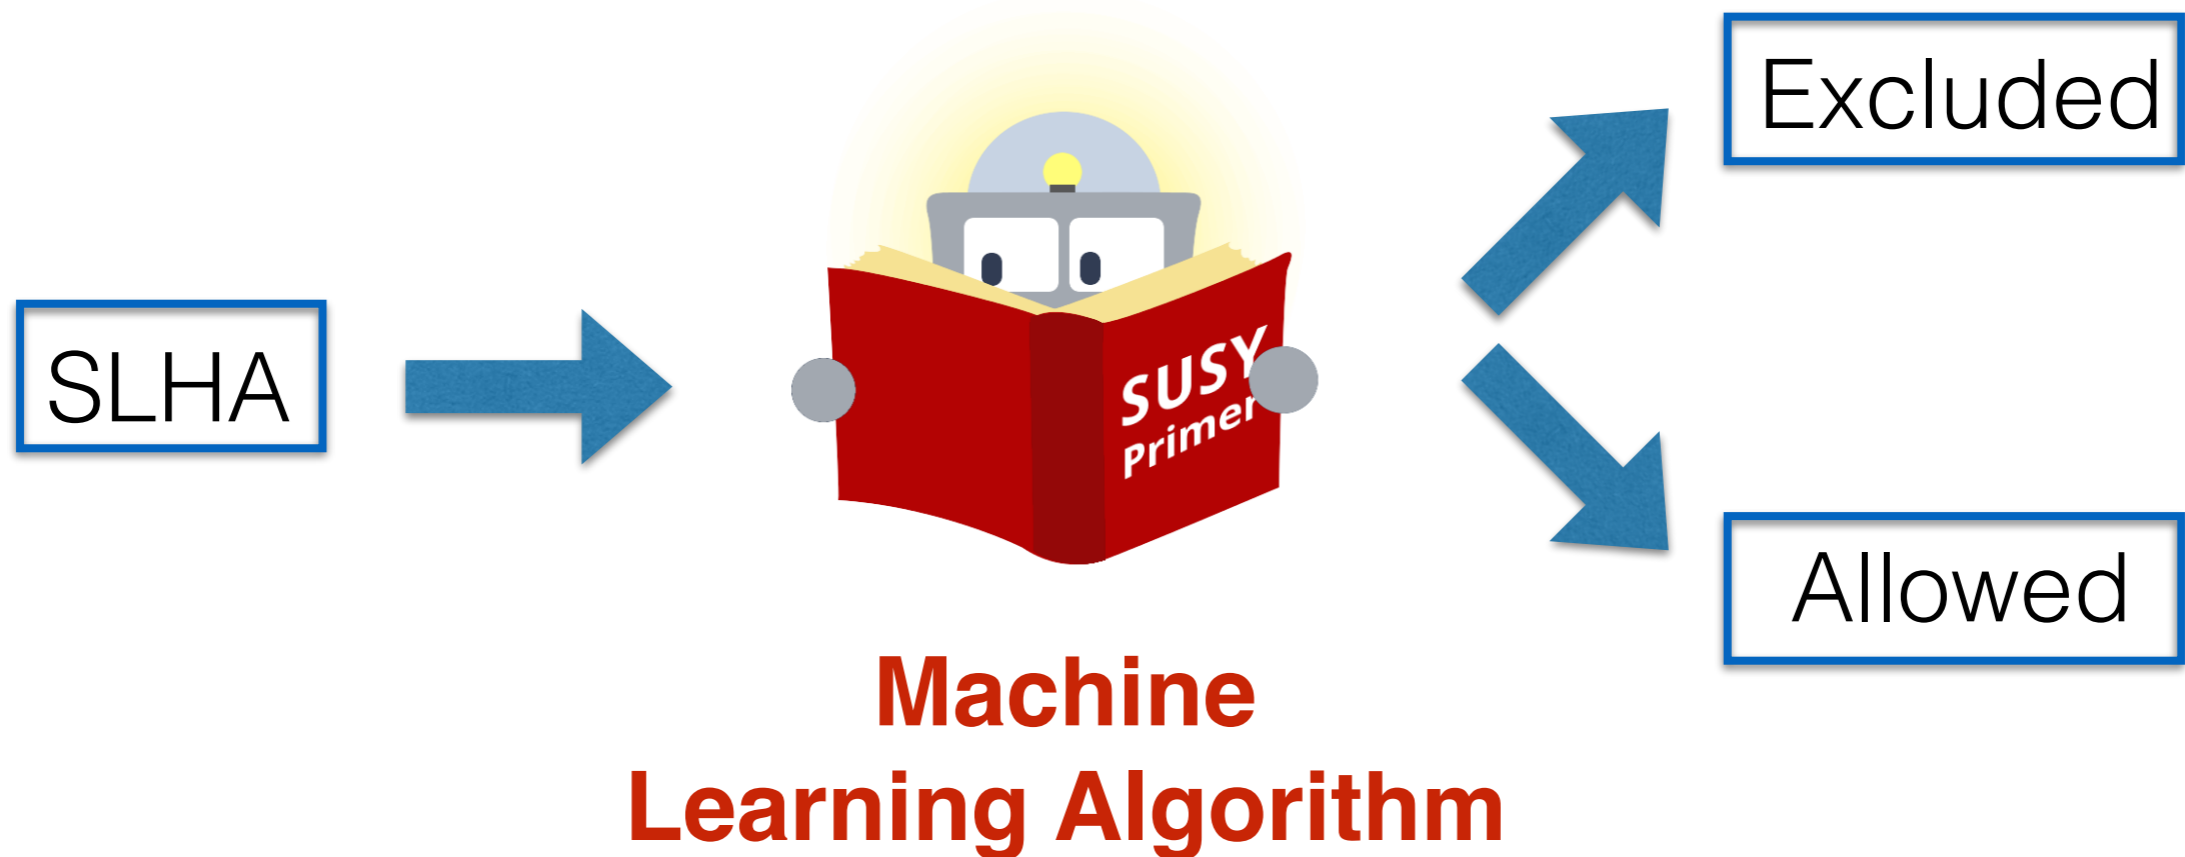 Excluded
SLHA
SUSY
Primer
Allowed
Machine
Learning Algorithm